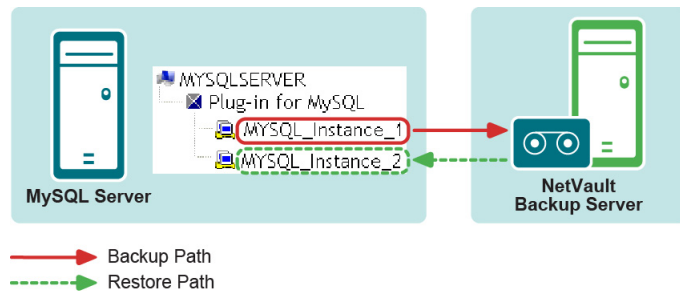 MYSQLSERVER
Plug-in for MySQL
MYSQL_Instance_1
MYSQL_Instance_2
MySQL Server
NetVault
Backup Server
Backup Path
Restore Path